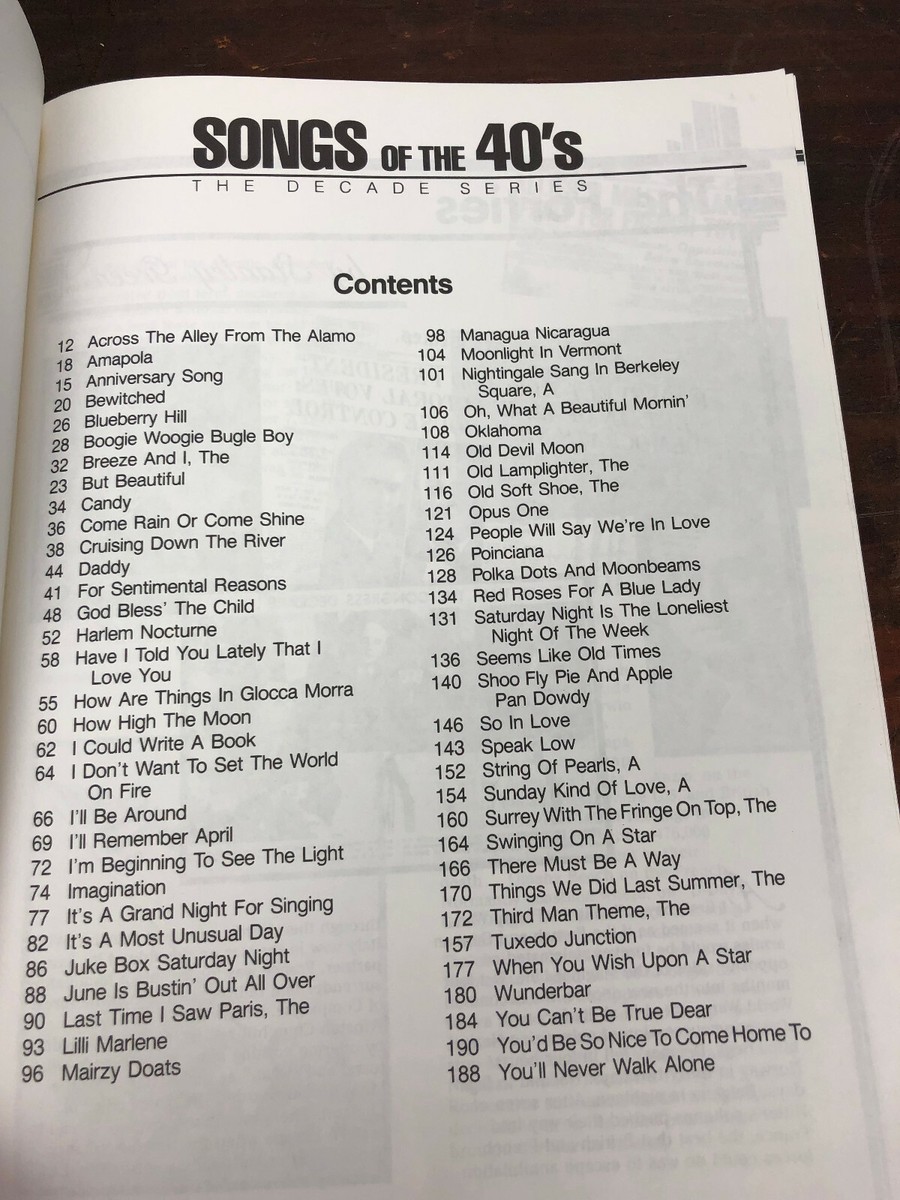 SONGS OF THE 40's
THE DECADE SERIES
Contents
12 Across The Alley From The Alamo
18 Amapola
15 Anniversary Song
20 Bewitched
26 Blueberry Hill
28 Boogie Woogie Bugle Boy
32 Breeze And I, The
23 But Beautiful
34 Candy
36 Come Rain Or Come Shine
38 Cruising Down The River
44 Daddy
41 For Sentimental Reasons
48 God Bless' The Child
52 Harlem Nocturne
58 Have I Told You Lately That I
Love You
55 How Are Things In Glocca Morra
60 How High The Moon
62 I Could Write A Book
64 I Don't Want To Set The World
On Fire
66 I'll Be Around
69 I'll Remember April
72 I'm Beginning To See The Light
74 Imagination
77 It's A Grand Night For Singing
82 It's A Most Unusual Day
86 Juke Box Saturday Night
88 June Is Bustin' Out All Over
90 Last Time I Saw Paris, The
93 Lilli Marlene
96 Mairzy Doats
98 Managua Nicaragua
104 Moonlight In Vermont
101 Nightingale Sang In Berkeley
Square, A
106 Oh, What A Beautiful Mornin'
108 Oklahoma
114 Old Devil Moon
111 Old Lamplighter, The
116 Old Soft Shoe, The
121 Opus One
124 People Will Say We're In Love
126 Poinciana
128 Polka Dots And Moonbeams
134 Red Roses For A Blue Lady
131 Saturday Night Is The Loneliest
Night Of The Week
136 Seems Like Old Times
140 Shoo Fly Pie And Apple
Pan Dowdy
146 So In Love
143 Speak Low
152 String Of Pearls, A
154 Sunday Kind Of Love, A
160 Surrey With The Fringe On Top, The
164 Swinging On A Star
166 There Must Be A Way
170 Things We Did Last Summer, The
172 Third Man Theme, The
157 Tuxedo Junction
177 When You Wish Upon A Star
180 Wunderbar
184 You Can't Be True Dear
190 You'd Be So Nice To Come Home To
188 You'll Never Walk Alone